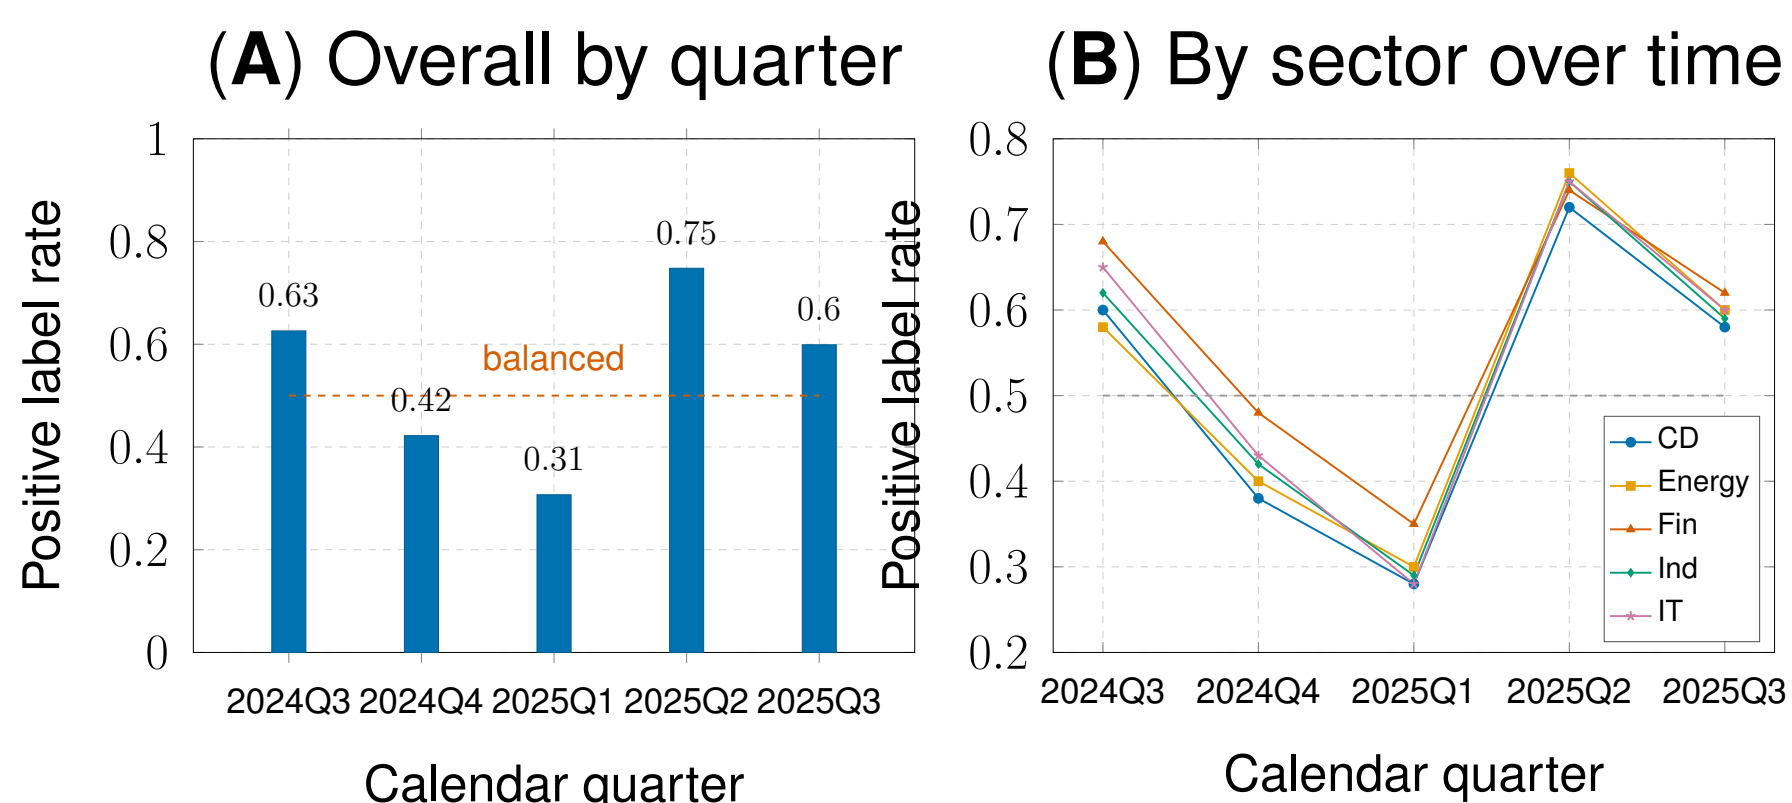 (A) Overall by quarter
Positive label rate
1
0.8
0.6
0.4
0.2
0
0.63
0.42
0.31
0.75
0.6
balanced
2024Q3 2024Q4 2025Q1 2025Q2 2025Q3
Calendar quarter
(B) By sector over time
Positive label rate
0.8
0.7
0.6
0.5
0.4
0.3
0.2
CD
Energy
Fin
Ind
IT
2024Q3 2024Q4 2025Q1 2025Q2 2025Q3
Calendar quarter